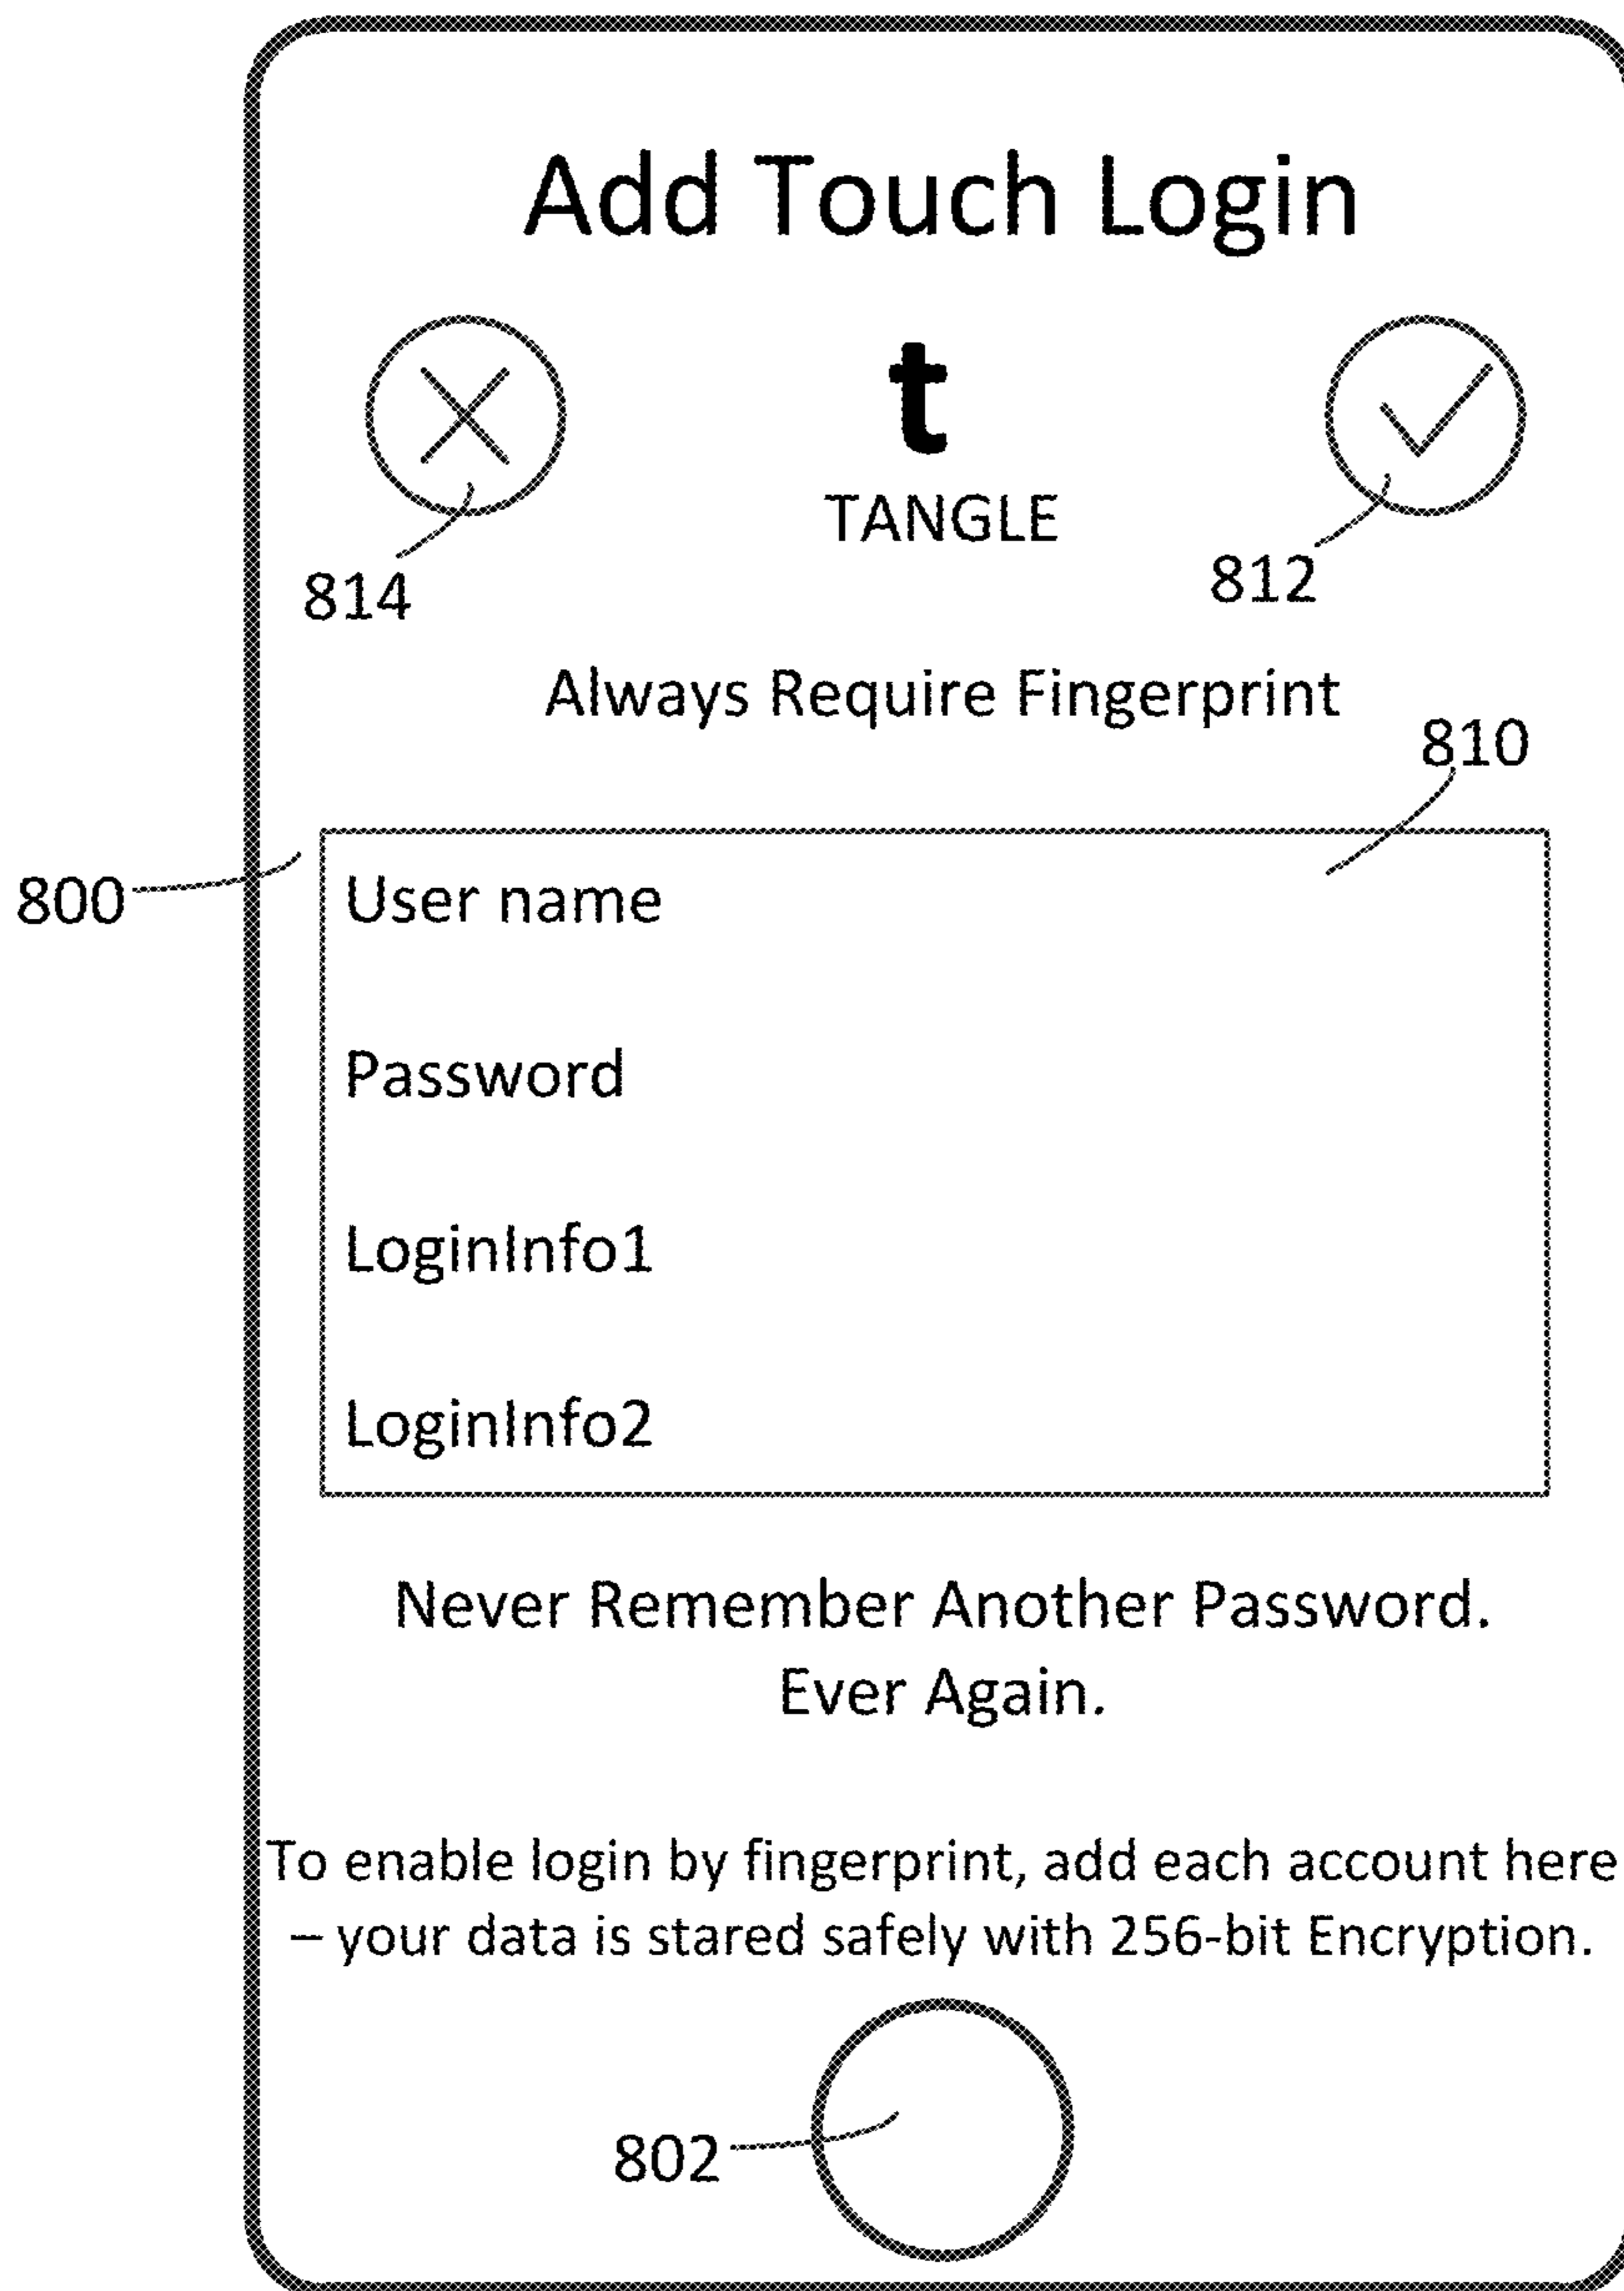 Add Touch Login
t
TANGLE
814
812
Always Require Fingerprint
810
800
User name
Password
LoginInfo1
LoginInfo2
Never Remember Another Password.
Ever Again.
To enable login by fingerprint, add each account here
– your data is stared safely with 256-bit Encryption.
802